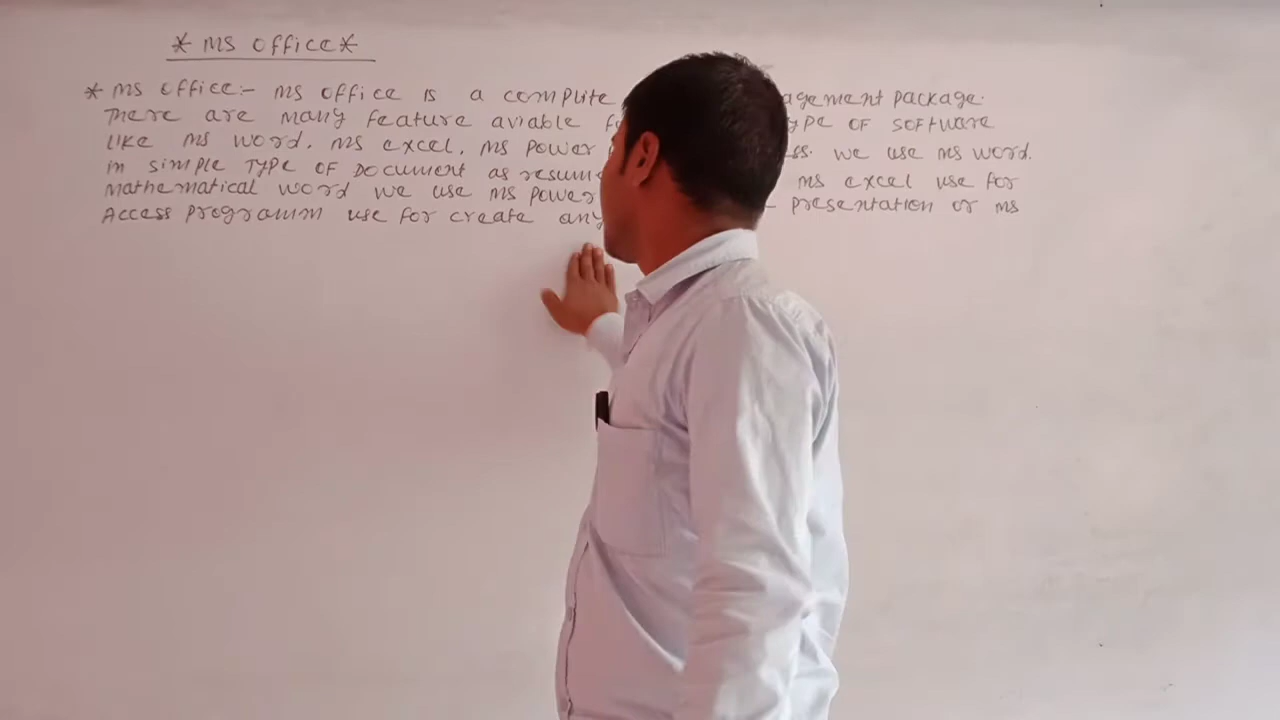 * MS OFFICE *
* MS OFFICE:- MS OFFICE IS a complite agement package.
There are many feature aviable ype of software
like MS word, MS excel, MS power ss. we use MS word.
in simple type of document as resum
mathematical word we use MS power MS excel use for
Access programm use for create any presentation or MS